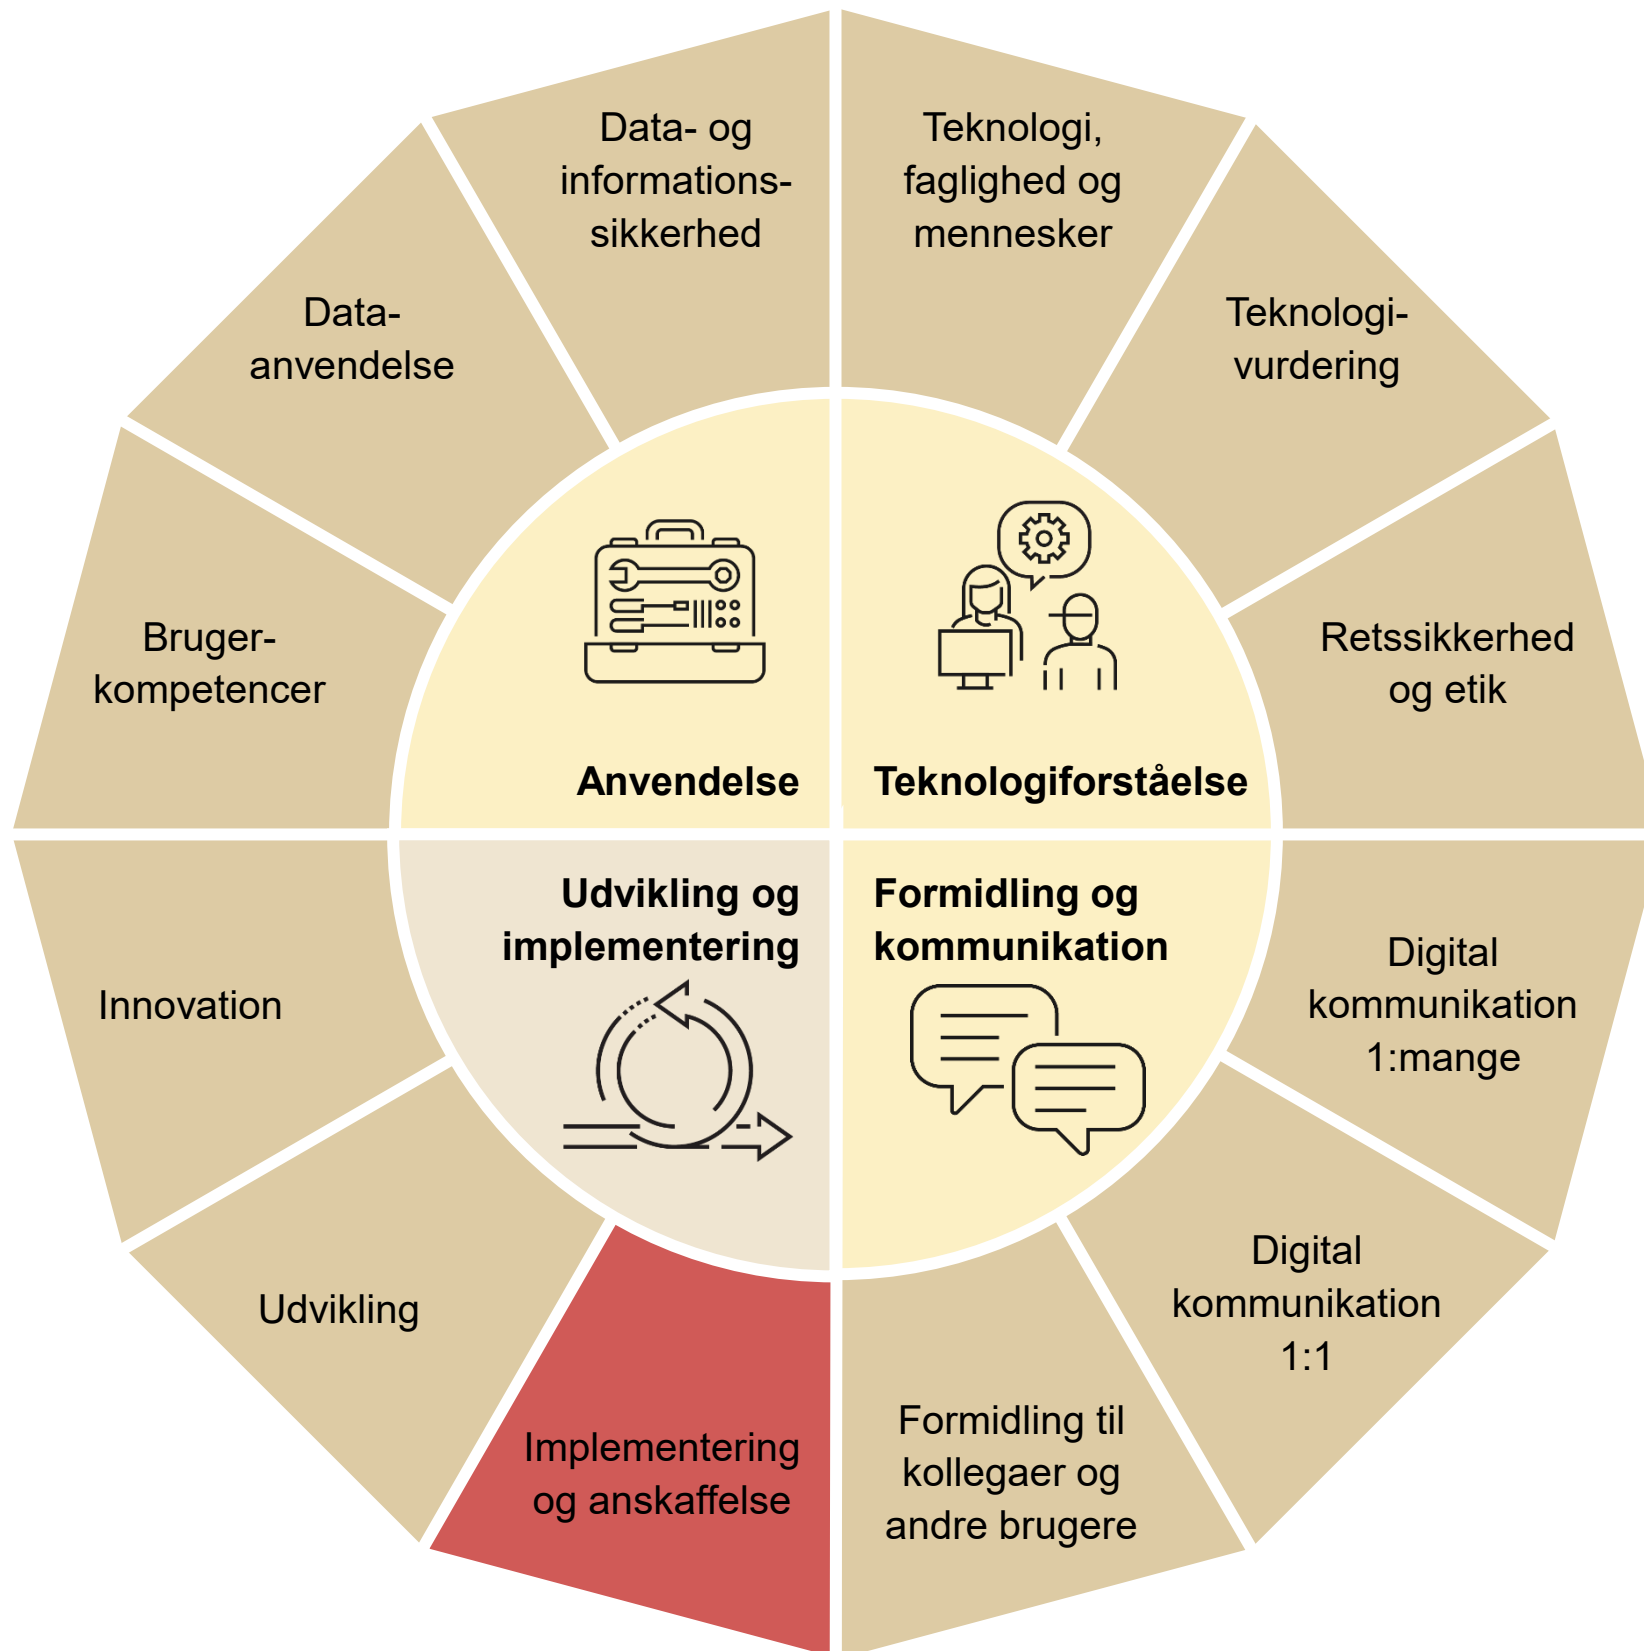 Data- og
informations-
sikkerhed
Teknologi,
faglighed og
mennesker
Data-
anvendelse
Teknologi-
vurdering
Bruger-
kompetencer
Retssikkerhed
og etik
Anvendelse
Teknologiforståelse
Udvikling og
implementering
Formidling og
kommunikation
Innovation
Digital
kommunikation
1:mange
Udvikling
Digital
kommunikation
1:1
Implementering
og anskaffelse
Formidling til
kollegaer og
andre brugere